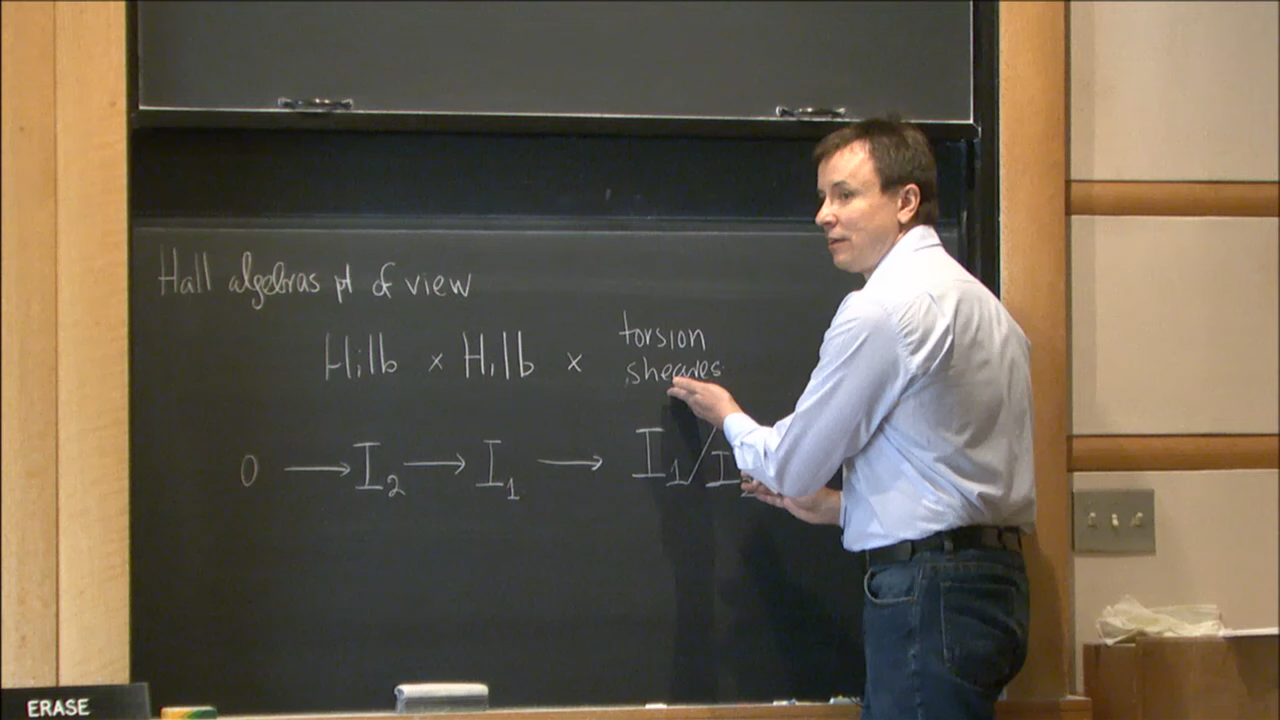 Hall algebras pt of view
torsion
Hilb × Hilb × sheaves
0 → I₂ → I₁ → I₁/I₂
ERASE